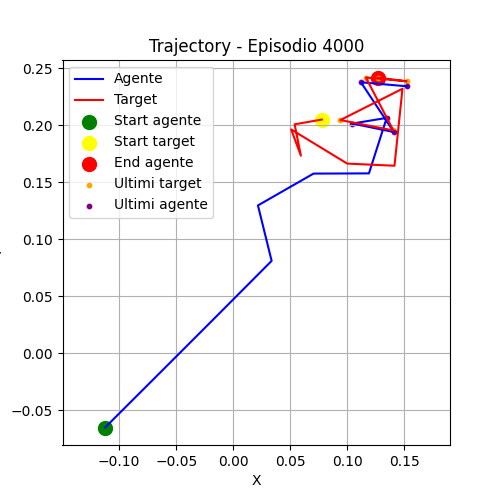 Trajectory - Episodio 4000
Agente
Target
Start agente
Start target
End agente
Ultimi target
Ultimi agente
0.25
0.20
0.15
0.10
0.05
0.00
−0.05
−0.10
−0.05
0.00
0.05
0.10
0.15
X